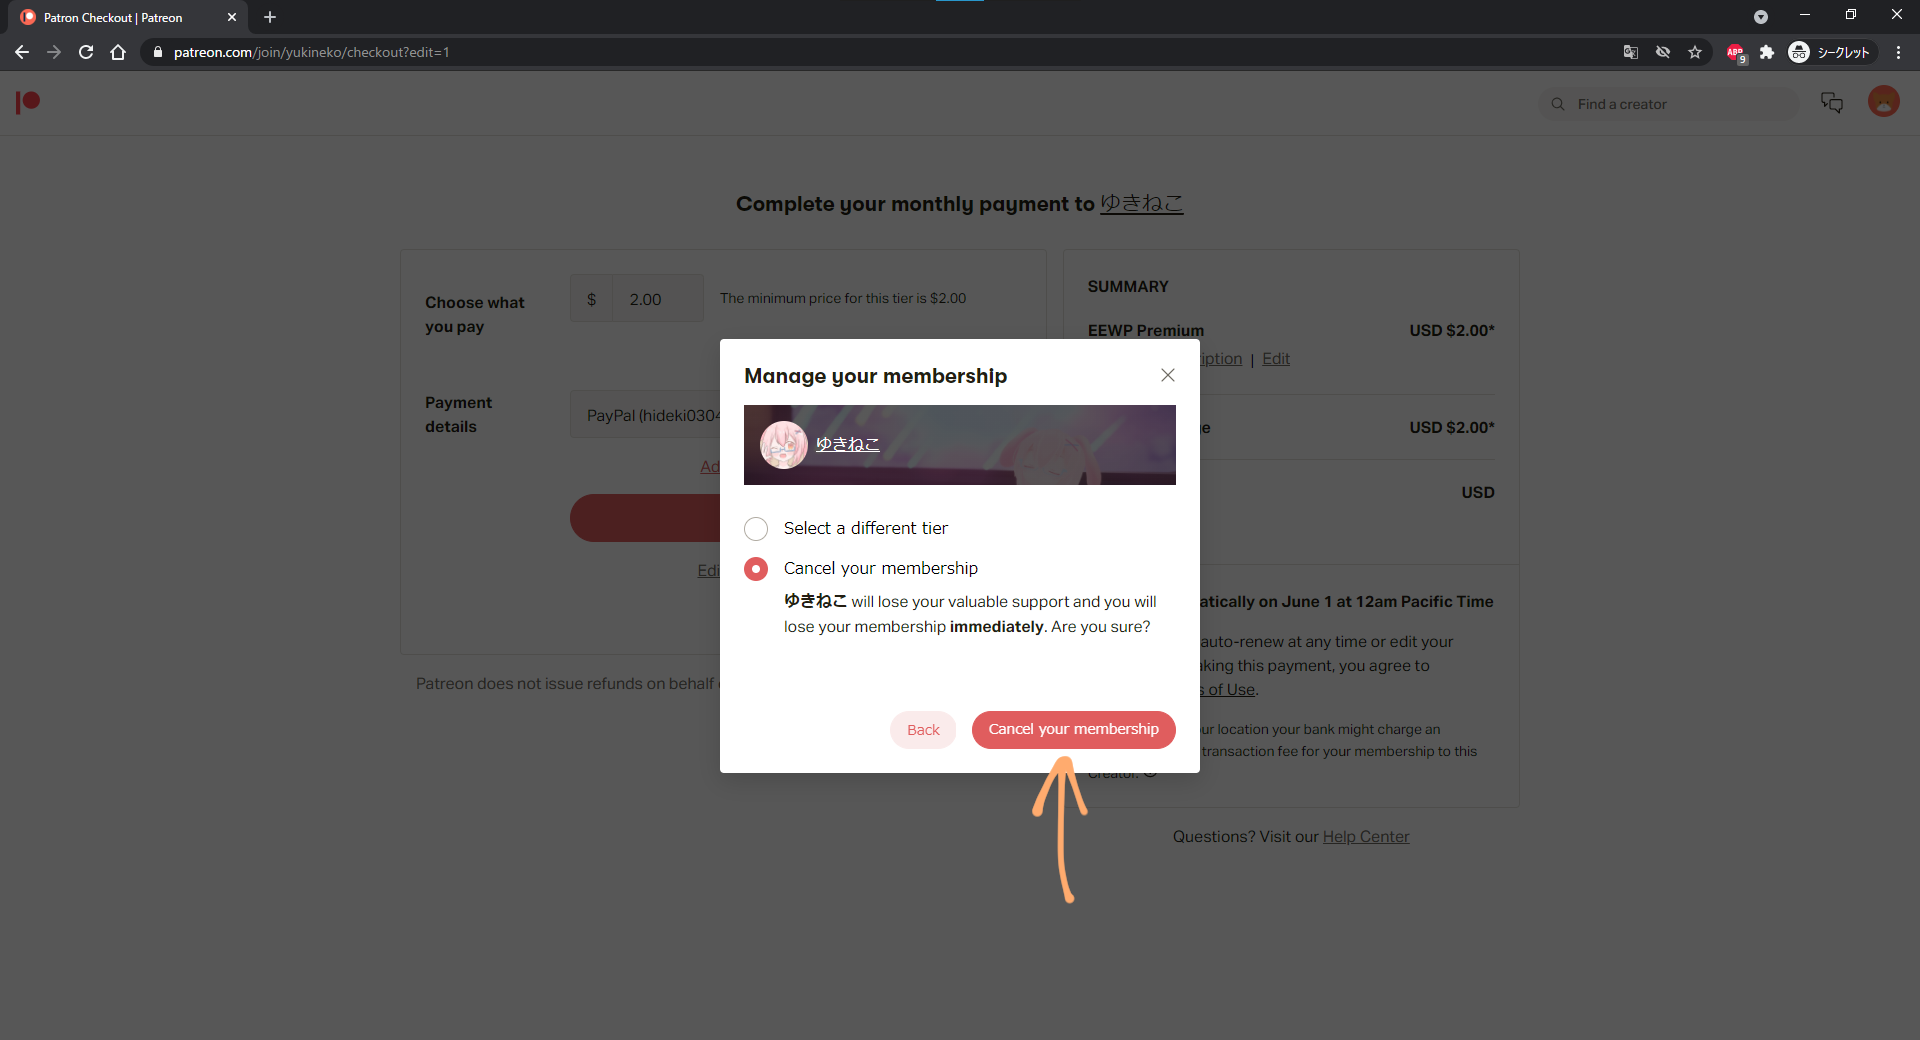 Patron Checkout | Patreon
patreon.com/join/yukineko/checkout?edit=1
ABP
9
シークレット
Find a creator
Complete your monthly payment to ゆきねこ
Choose what
you pay
$ 2.00
The minimum price for this tier is $2.00
Payment
details
PayPal (hideki0304
Ad
Edi
Patreon does not issue refunds on behalf
SUMMARY
EEWP Premium USD $2.00*
iption | Edit
e USD $2.00*
USD
atically on June 1 at 12am Pacific Time
auto-renew at any time or edit your
aking this payment, you agree to
s of Use.
ur location your bank might charge an
transaction fee for your membership to this
Creator.
Questions? Visit our Help Center
Manage your membership
ゆきねこ
Select a different tier
Cancel your membership
ゆきねこ will lose your valuable support and you will
lose your membership immediately. Are you sure?
Back
Cancel your membership